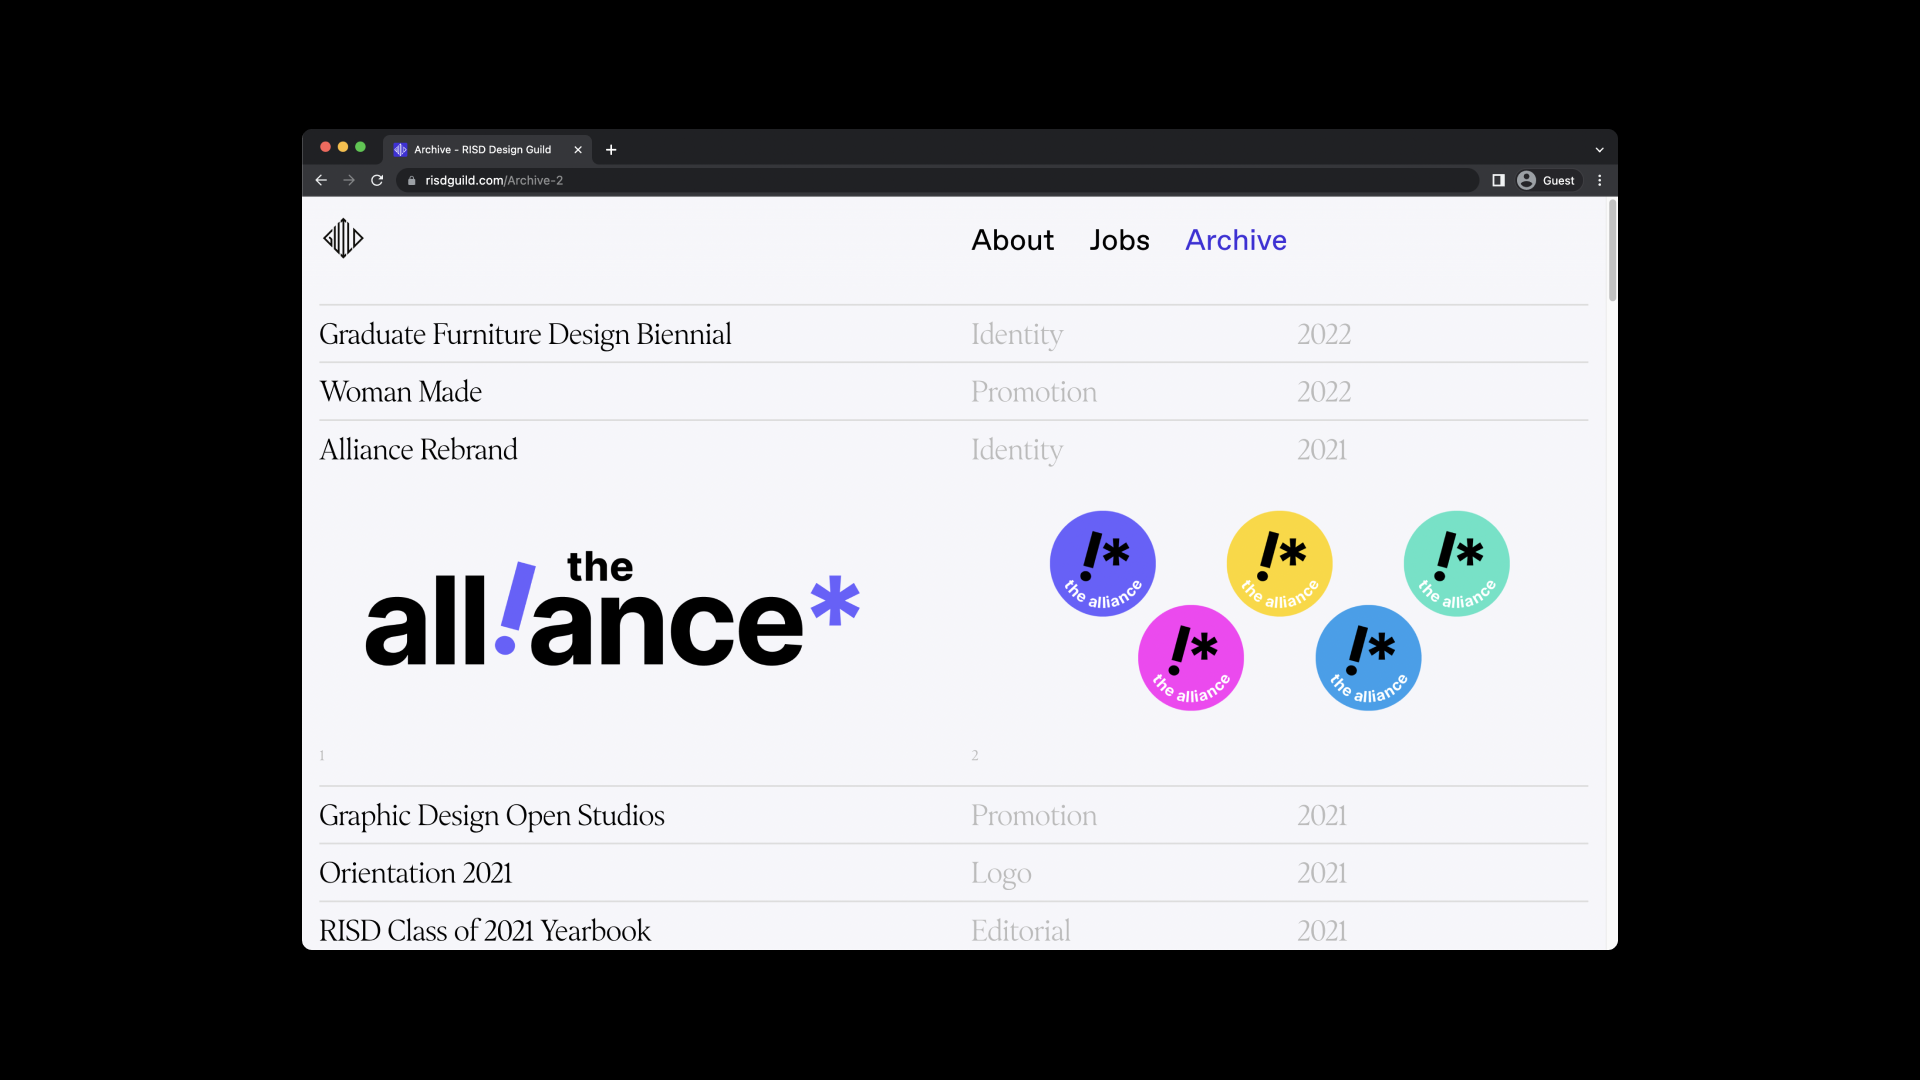 Archive - RISD Design Guild
risdguild.com/Archive-2
Guest
GUILD
About Jobs Archive
Graduate Furniture Design Biennial Identity 2022
Woman Made Promotion 2022
Alliance Rebrand Identity 2021
the
all!ance*
!* the alliance
!* the alliance
!* the alliance
!* the alliance
!* the alliance
1 2
Graphic Design Open Studios Promotion 2021
Orientation 2021 Logo 2021
RISD Class of 2021 Yearbook Editorial 2021